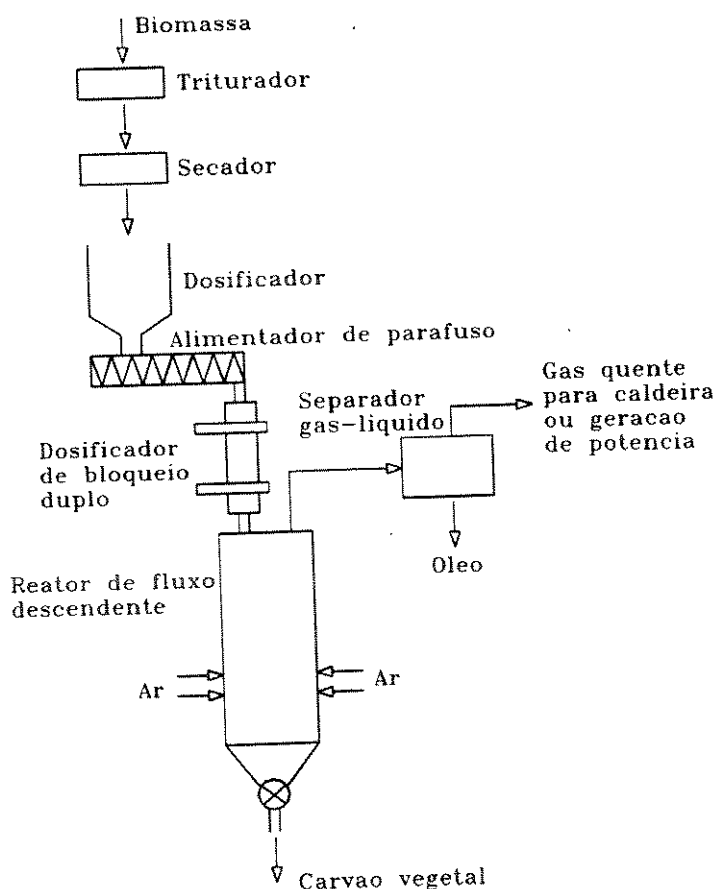 Biomassa
Triturador
Secador
Dosificador
Alimentador de parafuso
Gas quente
para caldeira
ou geracao
de potencia
Separador
gas-liquido
Dosificador
de bloqueio
duplo
Oleo
Reator de fluxo
descendente
Ar
Ar
Carvao vegetal